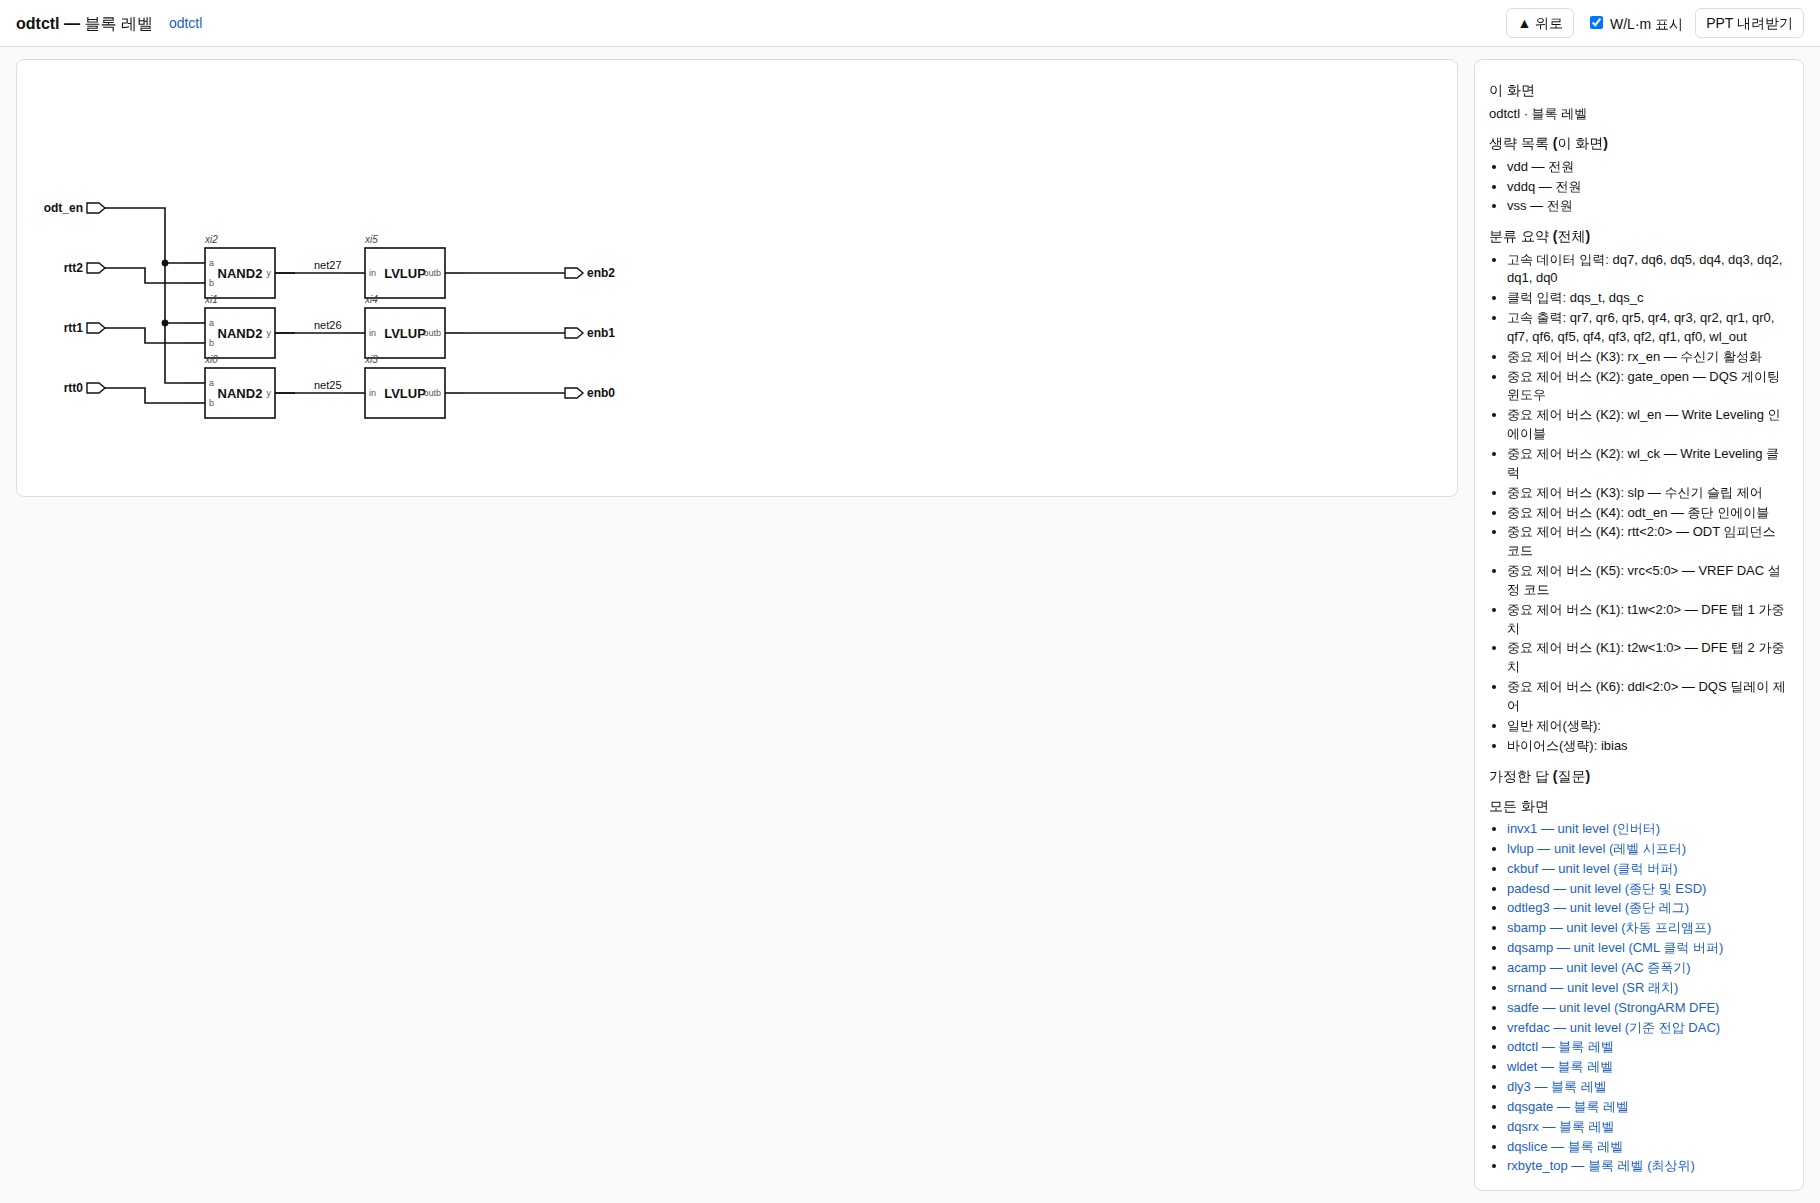 odtctl — 블록 레벨 odtctl ▲ 위로 W/L·m 표시 PPT 내려받기
odt_en
rtt2
rtt1
rtt0
xi2
a
b
NAND2
y
net27
xi5
in
LVLUP
outb
enb2
xi1
a
b
NAND2
y
net26
xi4
in
LVLUP
outb
enb1
xi0
a
b
NAND2
y
net25
xi3
in
LVLUP
outb
enb0
이 화면
odtctl · 블록 레벨
생략 목록 (이 화면)
• vdd — 전원
• vddq — 전원
• vss — 전원
분류 요약 (전체)
• 고속 데이터 입력: dq7, dq6, dq5, dq4, dq3, dq2,
dq1, dq0
• 클럭 입력: dqs_t, dqs_c
• 고속 출력: qr7, qr6, qr5, qr4, qr3, qr2, qr1, qr0,
qf7, qf6, qf5, qf4, qf3, qf2, qf1, qf0, wl_out
• 중요 제어 버스 (K3): rx_en — 수신기 활성화
• 중요 제어 버스 (K2): gate_open — DQS 게이팅
윈도우
• 중요 제어 버스 (K2): wl_en — Write Leveling 인
에이블
• 중요 제어 버스 (K2): wl_ck — Write Leveling 클
럭
• 중요 제어 버스 (K3): slp — 수신기 슬립 제어
• 중요 제어 버스 (K4): odt_en — 종단 인에이블
• 중요 제어 버스 (K4): rtt<2:0> — ODT 임피던스
코드
• 중요 제어 버스 (K5): vrc<5:0> — VREF DAC 설
정 코드
• 중요 제어 버스 (K1): t1w<2:0> — DFE 탭 1 가중
치
• 중요 제어 버스 (K1): t2w<1:0> — DFE 탭 2 가중
치
• 중요 제어 버스 (K6): ddl<2:0> — DQS 딜레이 제
어
• 일반 제어(생략):
• 바이어스(생략): ibias
가정한 답 (질문)
모든 화면
• invx1 — unit level (인버터)
• lvlup — unit level (레벨 시프터)
• ckbuf — unit level (클럭 버퍼)
• padesd — unit level (종단 및 ESD)
• odtleg3 — unit level (종단 레그)
• sbamp — unit level (차동 프리앰프)
• dqsamp — unit level (CML 클럭 버퍼)
• acamp — unit level (AC 증폭기)
• srnand — unit level (SR 래치)
• sadfe — unit level (StrongARM DFE)
• vrefdac — unit level (기준 전압 DAC)
• odtctl — 블록 레벨
• wldet — 블록 레벨
• dly3 — 블록 레벨
• dqsgate — 블록 레벨
• dqsrx — 블록 레벨
• dqslice — 블록 레벨
• rxbyte_top — 블록 레벨 (최상위)